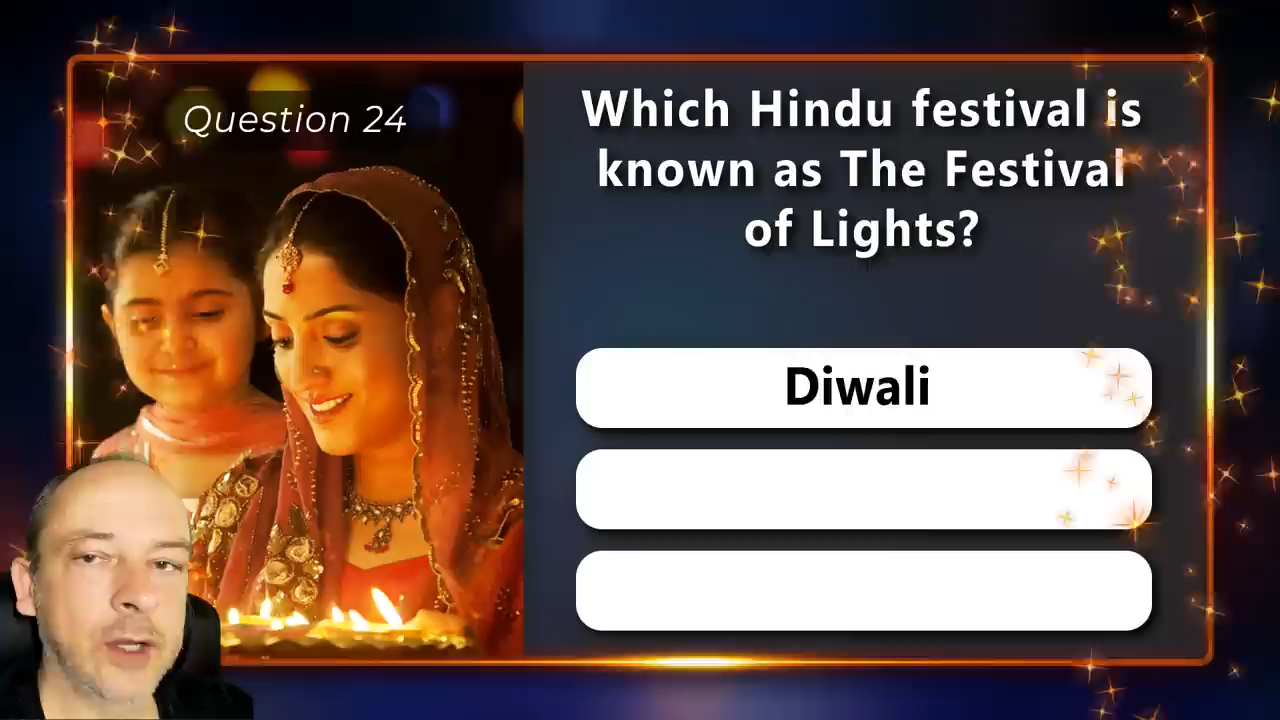 Question 24
Which Hindu festival is
known as The Festival
of Lights?
Diwali